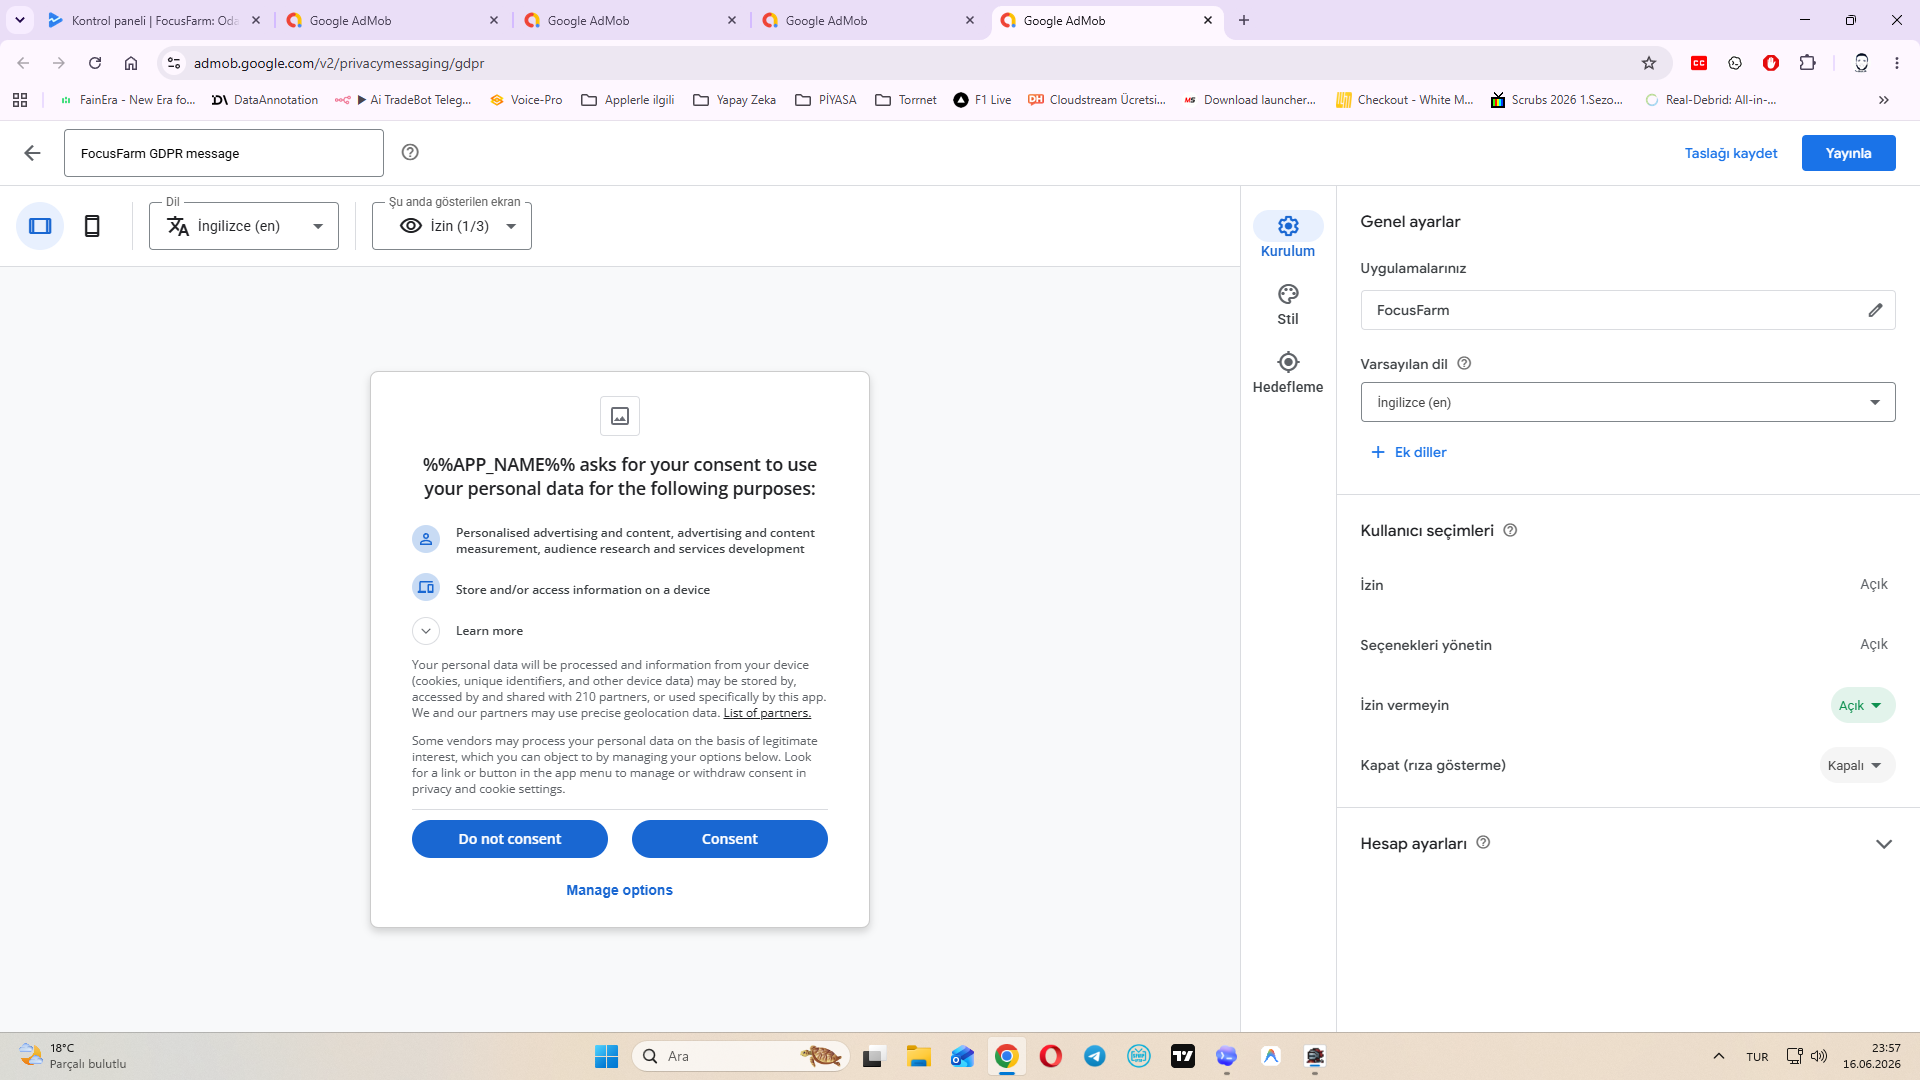 Kontrol paneli | FocusFarm: Oda
Google AdMob
Google AdMob
Google AdMob
Google AdMob
admob.google.com/v2/privacymessaging/gdpr
FainEra - New Era fo...
DataAnnotation
Ai TradeBot Teleg...
Voice-Pro
Applerle ilgili
Yapay Zeka
PİYASA
Torrnet
F1 Live
Cloudstream Ücretsi...
Download launcher...
Checkout - White M...
Scrubs 2026 1.Sezo...
Real-Debrid: All-in-...
FocusFarm GDPR message
Taslağı kaydet
Yayınla
Dil
İngilizce (en)
Şu anda gösterilen ekran
İzin (1/3)
%%APP_NAME%% asks for your consent to use
your personal data for the following purposes:
Personalised advertising and content, advertising and content
measurement, audience research and services development
Store and/or access information on a device
Learn more
Your personal data will be processed and information from your device
(cookies, unique identifiers, and other device data) may be stored by,
accessed by and shared with 210 partners, or used specifically by this app.
We and our partners may use precise geolocation data. List of partners.
Some vendors may process your personal data on the basis of legitimate
interest, which you can object to by managing your options below. Look
for a link or button in the app menu to manage or withdraw consent in
privacy and cookie settings.
Do not consent
Consent
Manage options
Kurulum
Stil
Hedefleme
Genel ayarlar
Uygulamalarınız
FocusFarm
Varsayılan dil
İngilizce (en)
Ek diller
Kullanıcı seçimleri
İzin
Açık
Seçenekleri yönetin
Açık
İzin vermeyin
Açık
Kapat (rıza gösterme)
Kapalı
Hesap ayarları
18°C
Parçalı bulutlu
Ara
TUR
23:57
16.06.2026